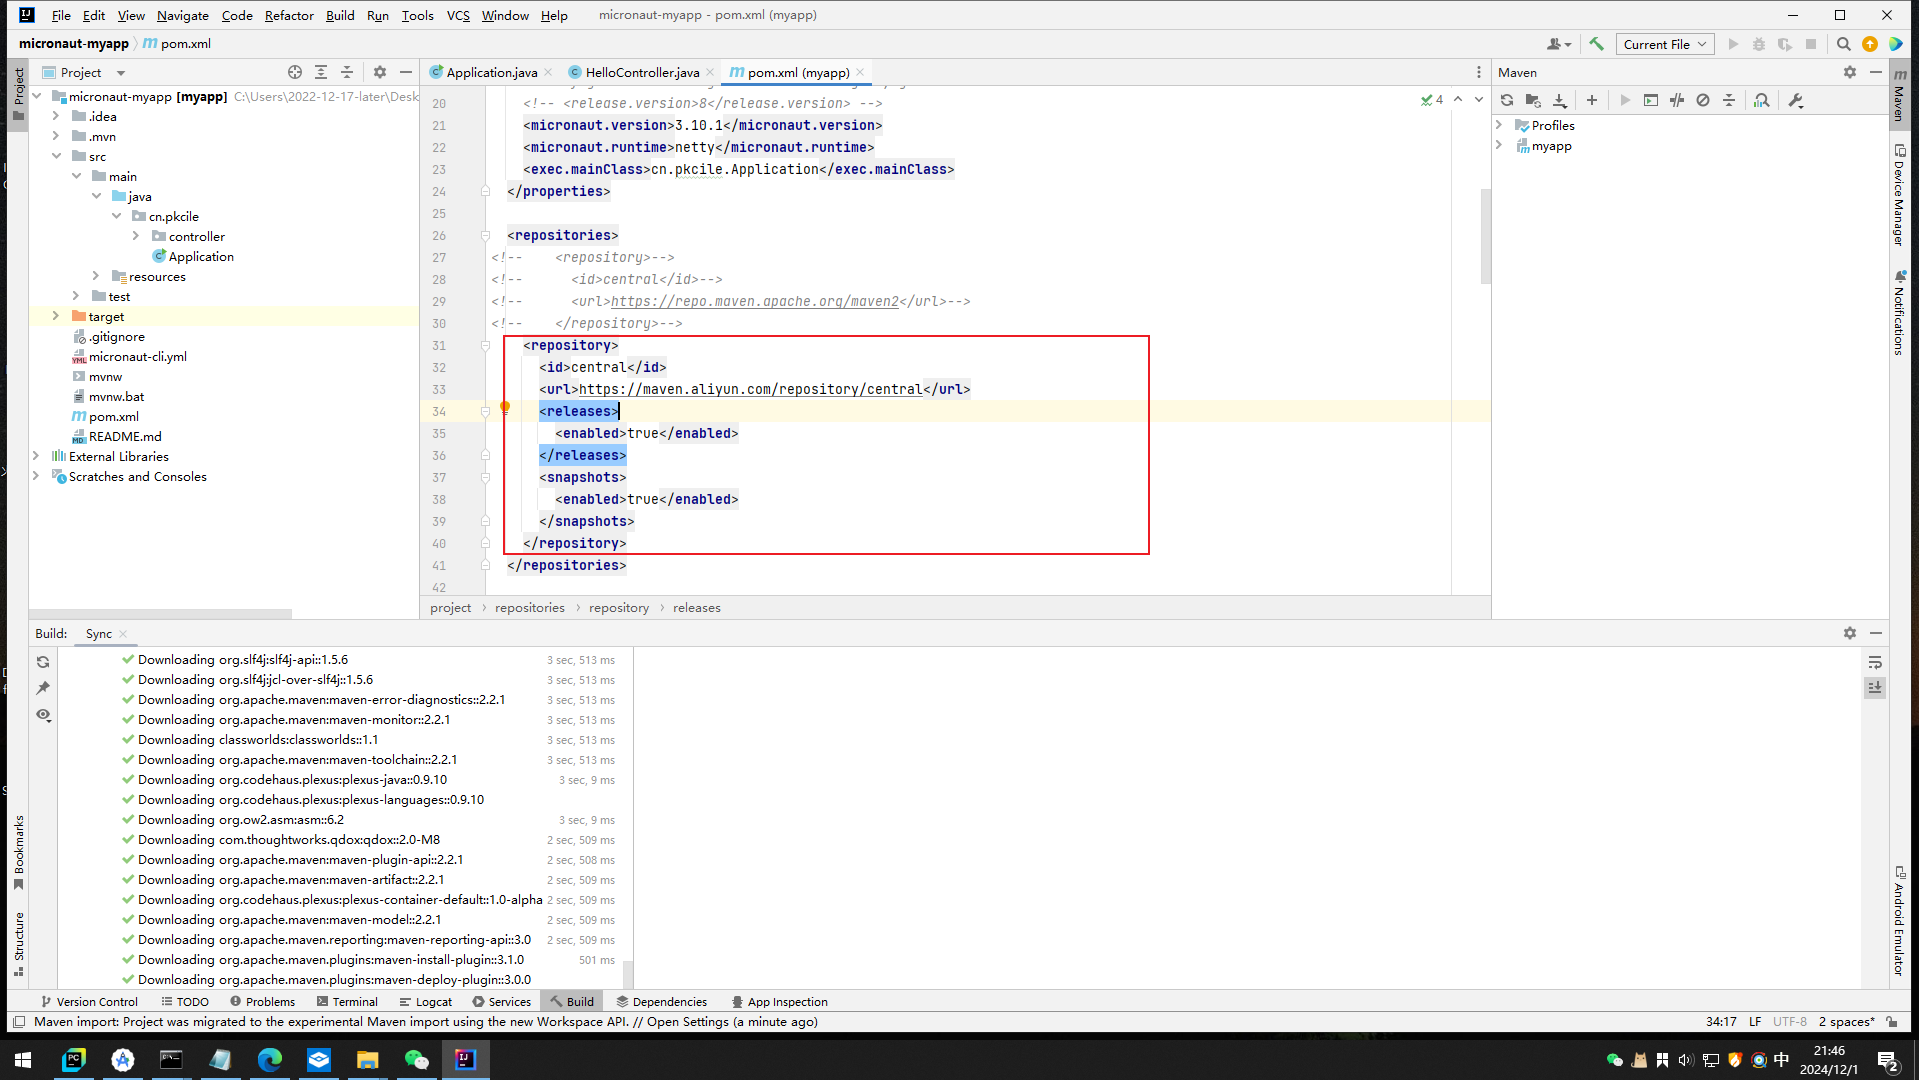 File Edit View Navigate Code Refactor Build Run Tools VCS Window Help micronaut-myapp - pom.xml (myapp)
micronaut-myapp pom.xml
Current File
Project
Application.java HelloController.java pom.xml (myapp)
Maven
micronaut-myapp [myapp] C:\Users\2022-12-17-later\Desk
.idea
.mvn
src
main
java
cn.pkcile
controller
Application
resources
test
target
.gitignore
micronaut-cli.yml
mvnw
mvnw.bat
pom.xml
README.md
External Libraries
Scratches and Consoles
20 <!-- <release.version>8</release.version> -->
21 <micronaut.version>3.10.1</micronaut.version>
22 <micronaut.runtime>netty</micronaut.runtime>
23 <exec.mainClass>cn.pkcile.Application</exec.mainClass>
24 </properties>
25
26 <repositories>
27 <!-- <repository>-->
28 <!-- <id>central</id>-->
29 <!-- <url>https://repo.maven.apache.org/maven2</url>-->
30 <!-- </repository>-->
31 <repository>
32 <id>central</id>
33 <url>https://maven.aliyun.com/repository/central</url>
34 <releases>
35 <enabled>true</enabled>
36 </releases>
37 <snapshots>
38 <enabled>true</enabled>
39 </snapshots>
40 </repository>
41 </repositories>
42
4
project repositories repository releases
Profiles
myapp
Project
Bookmarks
Structure
Maven
Device Manager
Notifications
Android Emulator
Build: Sync
Downloading org.slf4j:slf4j-api::1.5.6 3 sec, 513 ms
Downloading org.slf4j:jcl-over-slf4j::1.5.6 3 sec, 513 ms
Downloading org.apache.maven:maven-error-diagnostics::2.2.1 3 sec, 513 ms
Downloading org.apache.maven:maven-monitor::2.2.1 3 sec, 513 ms
Downloading classworlds:classworlds::1.1 3 sec, 513 ms
Downloading org.apache.maven:maven-toolchain::2.2.1 3 sec, 513 ms
Downloading org.codehaus.plexus:plexus-java::0.9.10 3 sec, 9 ms
Downloading org.codehaus.plexus:plexus-languages::0.9.10
Downloading org.ow2.asm:asm::6.2 3 sec, 9 ms
Downloading com.thoughtworks.qdox:qdox::2.0-M8 2 sec, 509 ms
Downloading org.apache.maven:maven-plugin-api::2.2.1 2 sec, 508 ms
Downloading org.apache.maven:maven-artifact::2.2.1 2 sec, 509 ms
Downloading org.codehaus.plexus:plexus-container-default::1.0-alpha 2 sec, 509 ms
Downloading org.apache.maven:maven-model::2.2.1 2 sec, 509 ms
Downloading org.apache.maven.reporting:maven-reporting-api::3.0 2 sec, 509 ms
Downloading org.apache.maven.plugins:maven-install-plugin::3.1.0 501 ms
Downloading org.apache.maven.plugins:maven-deploy-plugin::3.0.0
Version Control TODO Problems Terminal Logcat Services Build Dependencies App Inspection
Maven import: Project was migrated to the experimental Maven import using the new Workspace API. // Open Settings (a minute ago) 34:17 LF UTF-8 2 spaces*
中 21:46
2024/12/1
2